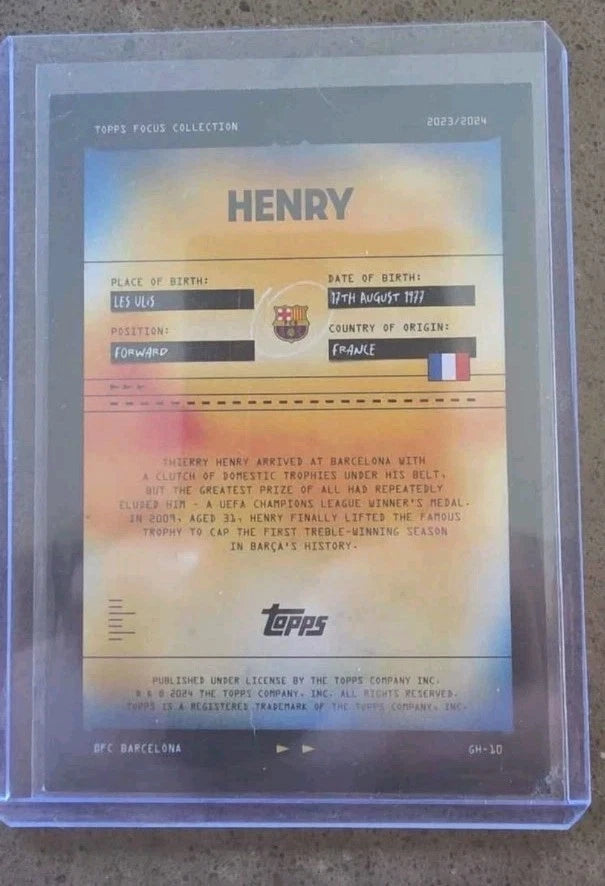 TOPPS FOCUS COLLECTION
2023/2024
HENRY
PLACE OF BIRTH:
LES ULIS
DATE OF BIRTH:
17TH AUGUST 1977
POSITION:
FORWARD
COUNTRY OF ORIGIN:
FRANCE
THIERRY HENRY ARRIVED AT BARCELONA WITH
A CLUTCH OF DOMESTIC TROPHIES UNDER HIS BELT,
BUT THE GREATEST PRIZE OF ALL HAD REPEATEDLY
ELUDED HIM - A UEFA CHAMPIONS LEAGUE WINNER'S MEDAL.
IN 2009, AGED 31, HENRY FINALLY LIFTED THE FAMOUS
TROPHY TO CAP THE FIRST TREBLE-WINNING SEASON
IN BARÇA'S HISTORY.
topps
PUBLISHED UNDER LICENSE BY THE TOPPS COMPANY INC.
® & © 2024 THE TOPPS COMPANY, INC. ALL RIGHTS RESERVED.
TOPPS IS A REGISTERED TRADEMARK OF THE TOPPS COMPANY, INC.
BARCELONA
GH-10